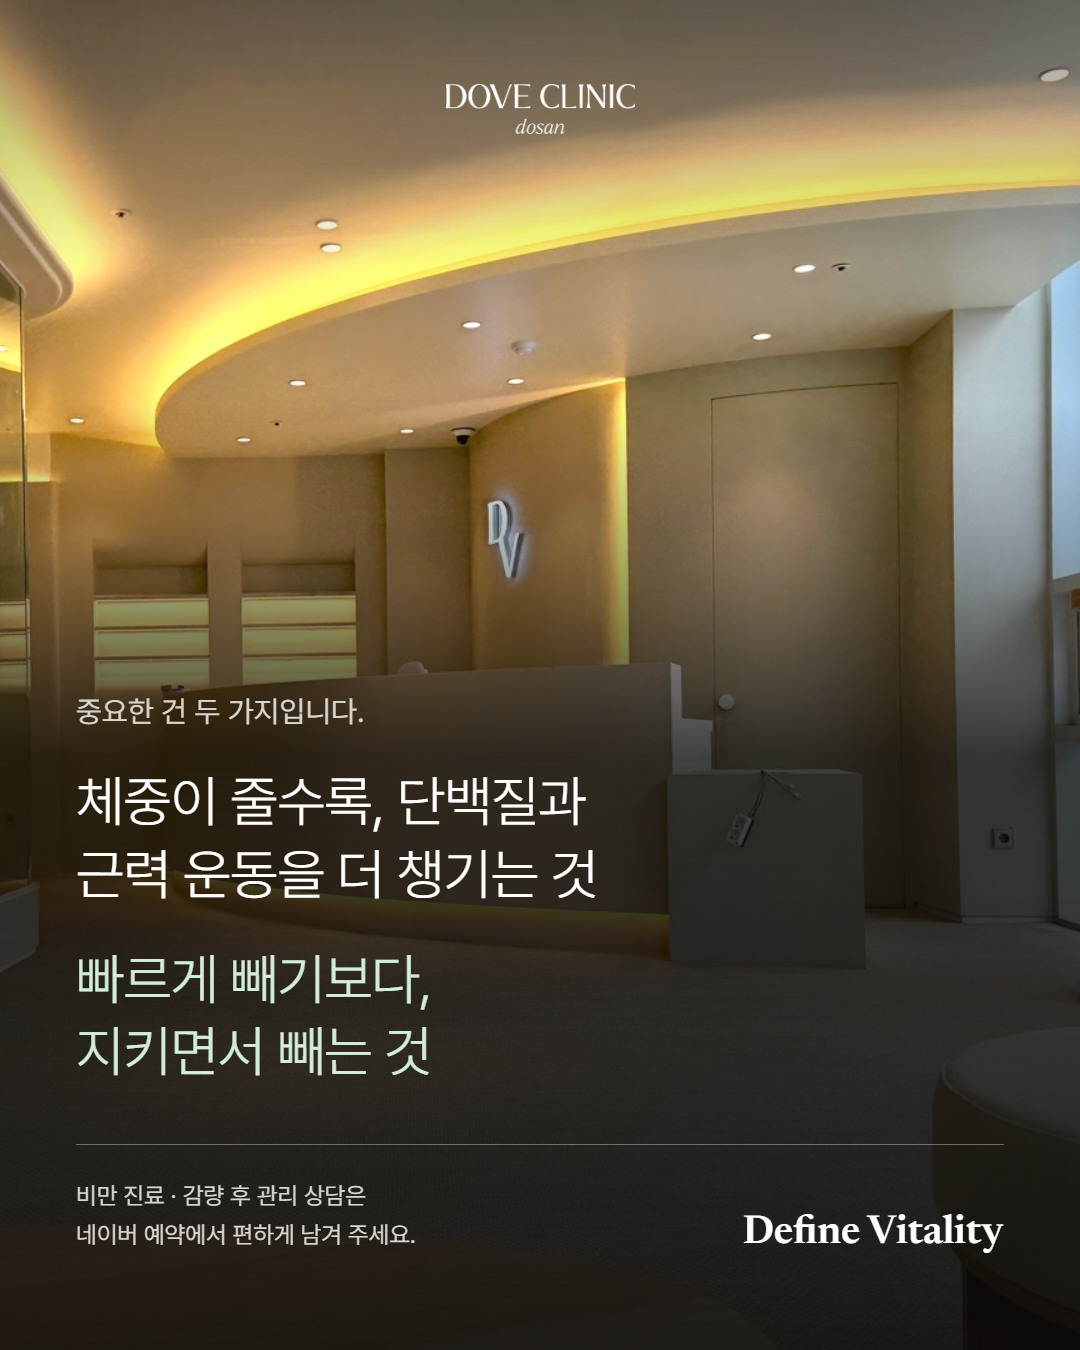 DOVE CLINIC
dosan
DV
중요한 건 두 가지입니다.
체중이 줄수록, 단백질과
근력 운동을 더 챙기는 것
빠르게 빼기보다,
지키면서 빼는 것
비만 진료 · 감량 후 관리 상담은
네이버 예약에서 편하게 남겨 주세요.
Define Vitality